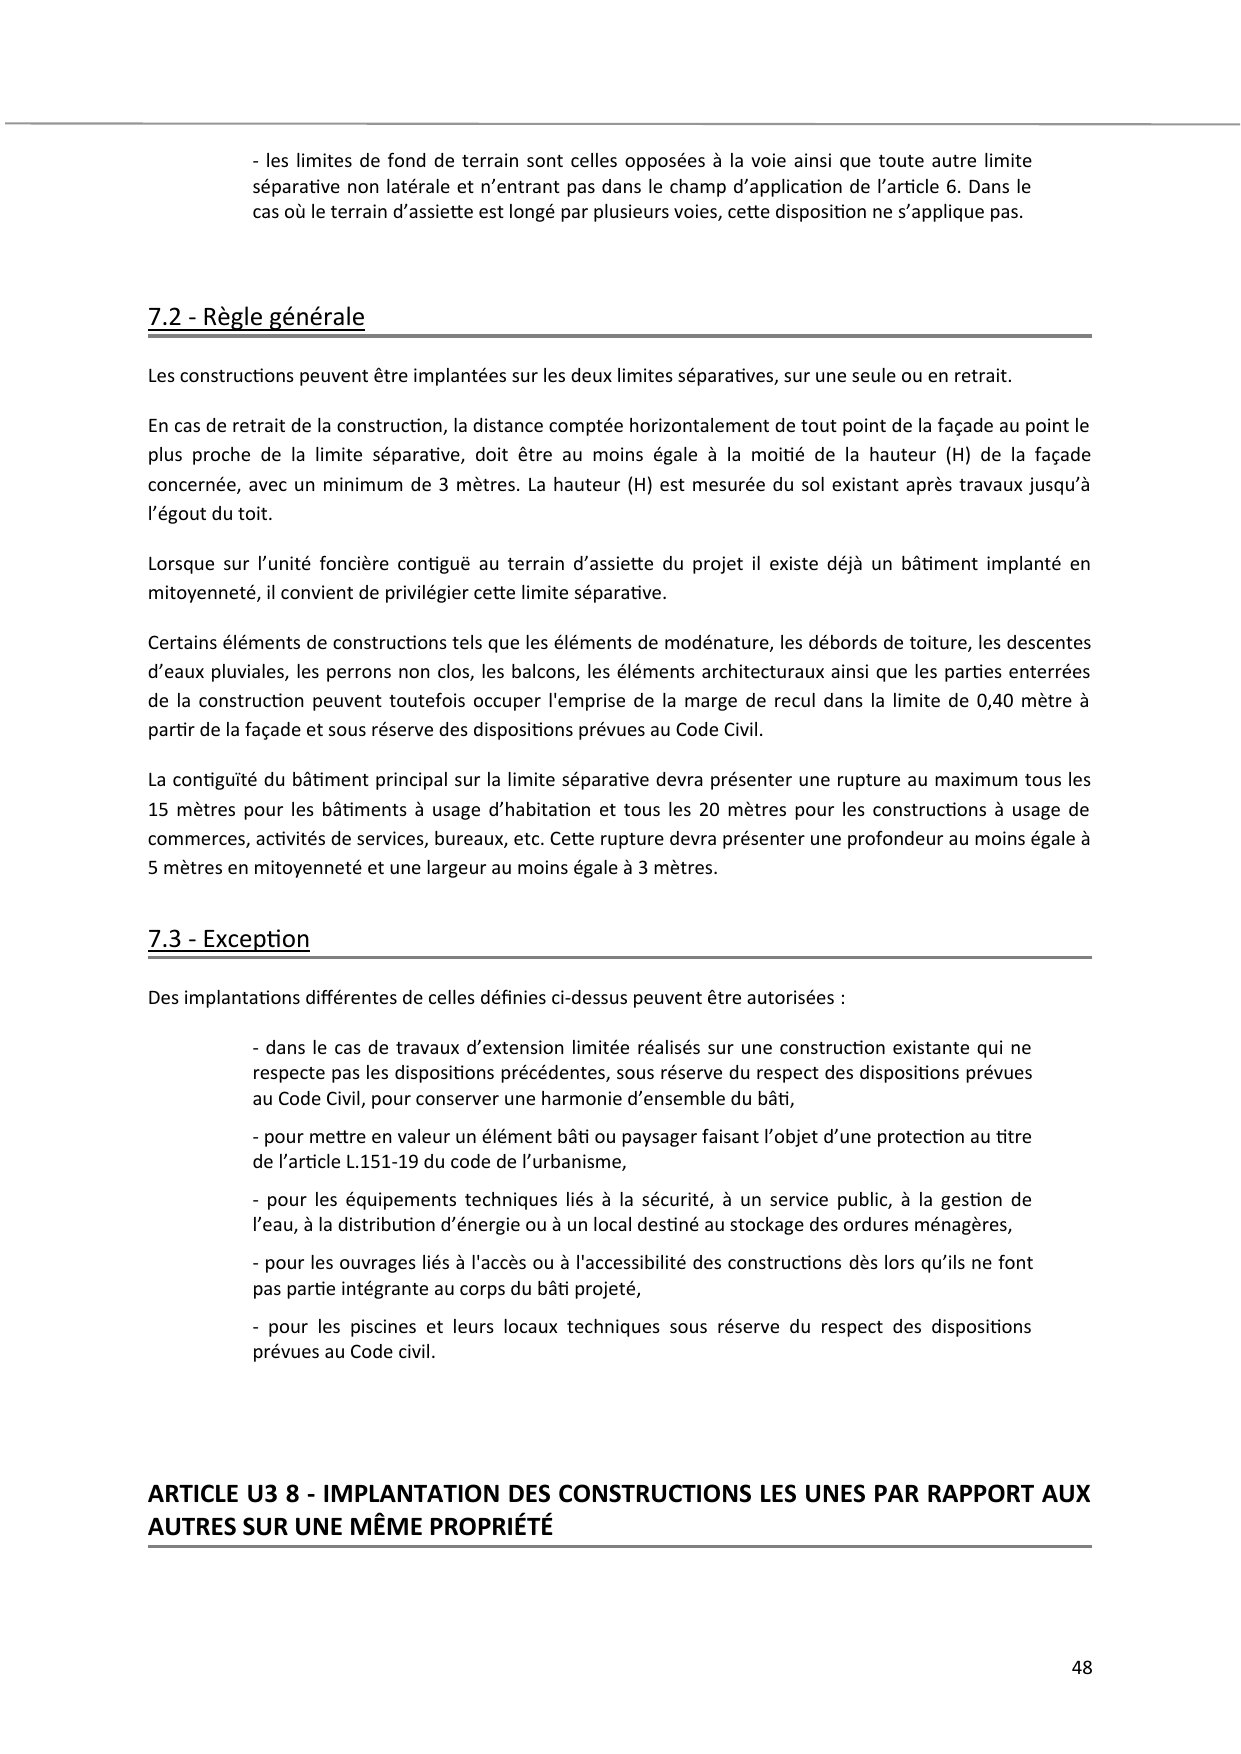 - les limites de fond de terrain sont celles opposées à la voie ainsi que toute autre limite
séparative non latérale et n’entrant pas dans le champ d’application de l’article 6. Dans le
cas où le terrain d’assiette est longé par plusieurs voies, cette disposition ne s’applique pas.
7.2 - Règle générale
Les constructions peuvent être implantées sur les deux limites séparatives, sur une seule ou en retrait.
En cas de retrait de la construction, la distance comptée horizontalement de tout point de la façade au point le
plus proche de la limite séparative, doit être au moins égale à la moitié de la hauteur (H) de la façade
concernée, avec un minimum de 3 mètres. La hauteur (H) est mesurée du sol existant après travaux jusqu’à
l’égout du toit.
Lorsque sur l’unité foncière contiguë au terrain d’assiette du projet il existe déjà un bâtiment implanté en
mitoyenneté, il convient de privilégier cette limite séparative.
Certains éléments de constructions tels que les éléments de modénature, les débords de toiture, les descentes
d’eaux pluviales, les perrons non clos, les balcons, les éléments architecturaux ainsi que les parties enterrées
de la construction peuvent toutefois occuper l'emprise de la marge de recul dans la limite de 0,40 mètre à
partir de la façade et sous réserve des dispositions prévues au Code Civil.
La contiguïté du bâtiment principal sur la limite séparative devra présenter une rupture au maximum tous les
15 mètres pour les bâtiments à usage d’habitation et tous les 20 mètres pour les constructions à usage de
commerces, activités de services, bureaux, etc. Cette rupture devra présenter une profondeur au moins égale à
5 mètres en mitoyenneté et une largeur au moins égale à 3 mètres.
7.3 - Exception
Des implantations différentes de celles définies ci-dessus peuvent être autorisées :
- dans le cas de travaux d’extension limitée réalisés sur une construction existante qui ne
respecte pas les dispositions précédentes, sous réserve du respect des dispositions prévues
au Code Civil, pour conserver une harmonie d’ensemble du bâti,
- pour mettre en valeur un élément bâti ou paysager faisant l’objet d’une protection au titre
de l’article L.151-19 du code de l’urbanisme,
- pour les équipements techniques liés à la sécurité, à un service public, à la gestion de
l’eau, à la distribution d’énergie ou à un local destiné au stockage des ordures ménagères,
- pour les ouvrages liés à l'accès ou à l'accessibilité des constructions dès lors qu’ils ne font
pas partie intégrante au corps du bâti projeté,
- pour les piscines et leurs locaux techniques sous réserve du respect des dispositions
prévues au Code civil.
ARTICLE U3 8 - IMPLANTATION DES CONSTRUCTIONS LES UNES PAR RAPPORT AUX
AUTRES SUR UNE MÊME PROPRIÉTÉ
48